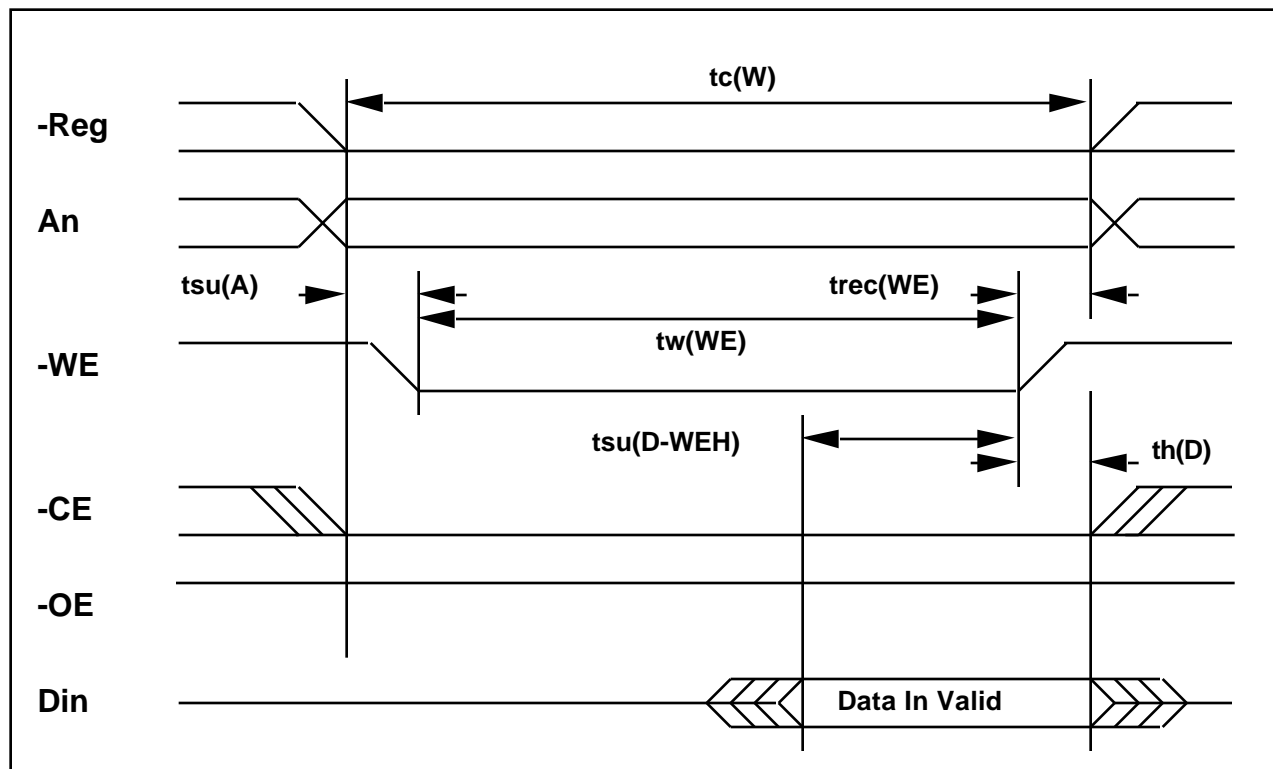 tc(W)
-Reg
An
tsu(A)
trec(WE)
tw(WE)
-WE
tsu(D-WEH)
th(D)
-CE
-OE
Din
Data In Valid